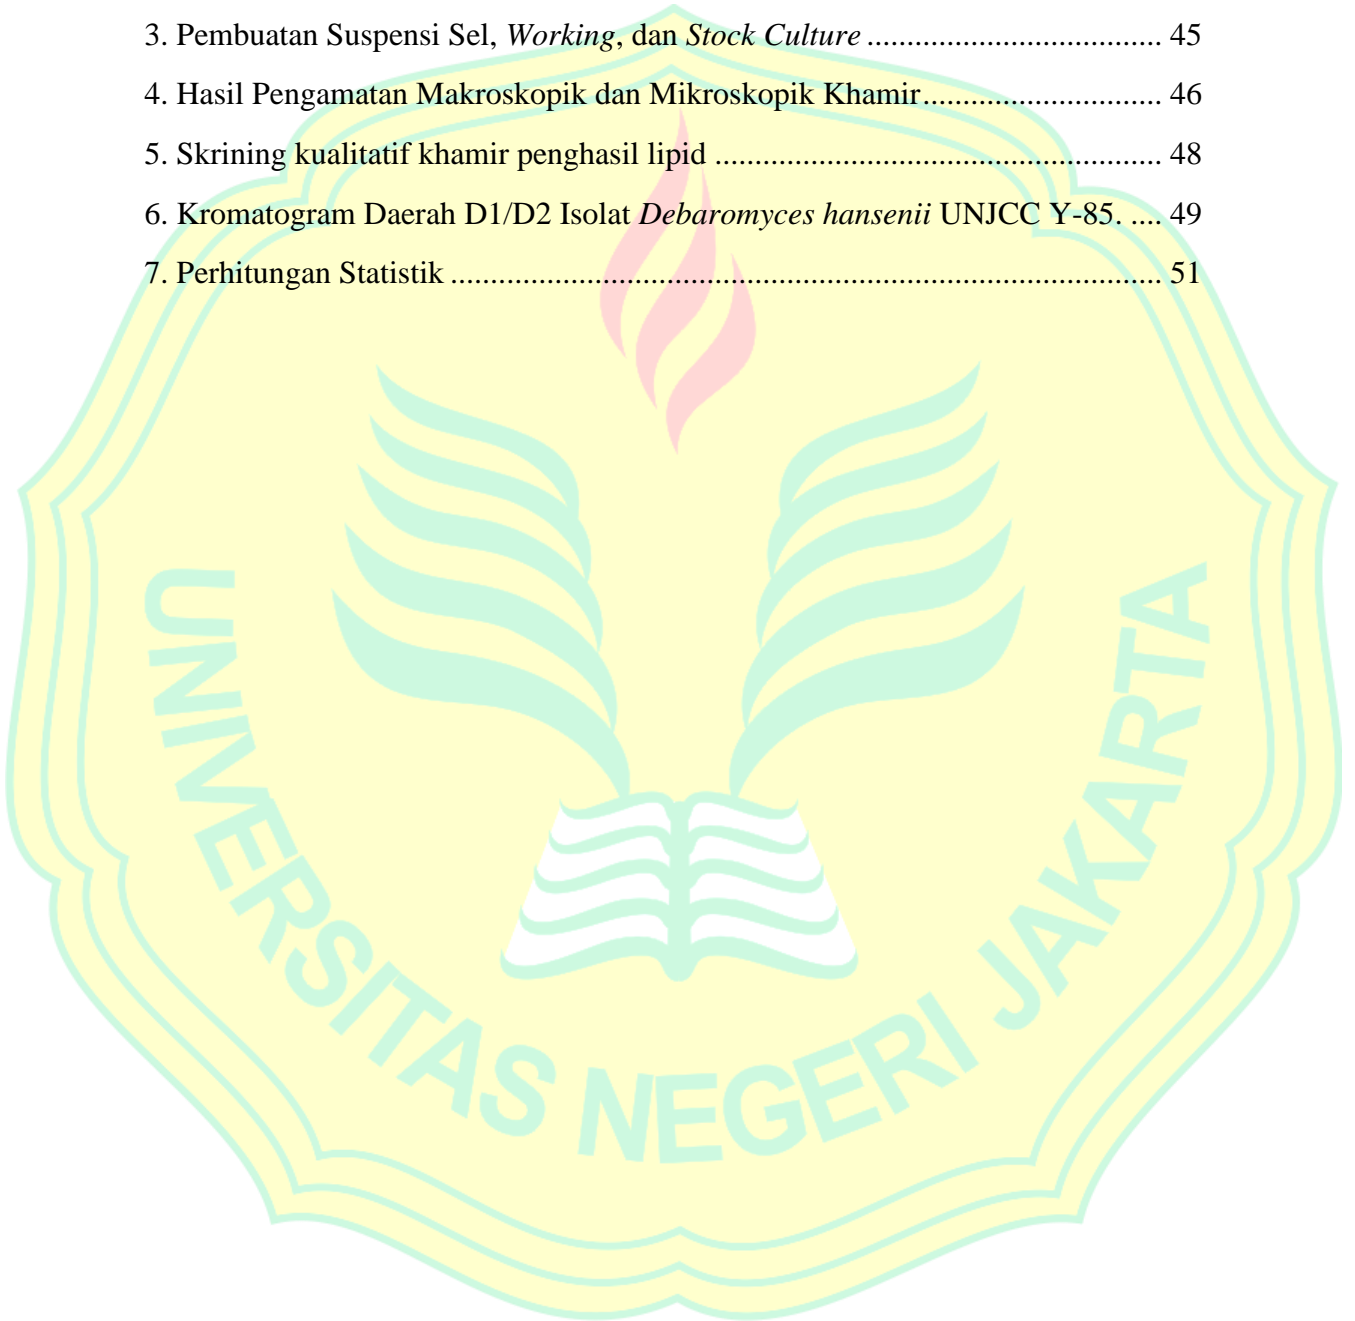 3. Pembuatan Suspensi Sel, Working, dan Stock Culture ..................................... 45
4. Hasil Pengamatan Makroskopik dan Mikroskopik Khamir.............................. 46
5. Skrining kualitatif khamir penghasil lipid ........................................................ 48
6. Kromatogram Daerah D1/D2 Isolat Debaromyces hansenii UNJCC Y-85. .... 49
7. Perhitungan Statistik ......................................................................................... 51
UNIVERSITAS NEGERI JAKARTA